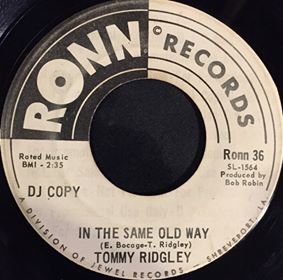 RONN © RECORDS
Rated Music
BMI - 2:35
Ronn 36
SL-1564
Produced by
Bob Robin
DJ COPY
IN THE SAME OLD WAY
(E. Bocage-T. Ridgley)
TOMMY RIDGLEY
A DIVISION OF JEWEL RECORDS - SHREVEPORT, LA.